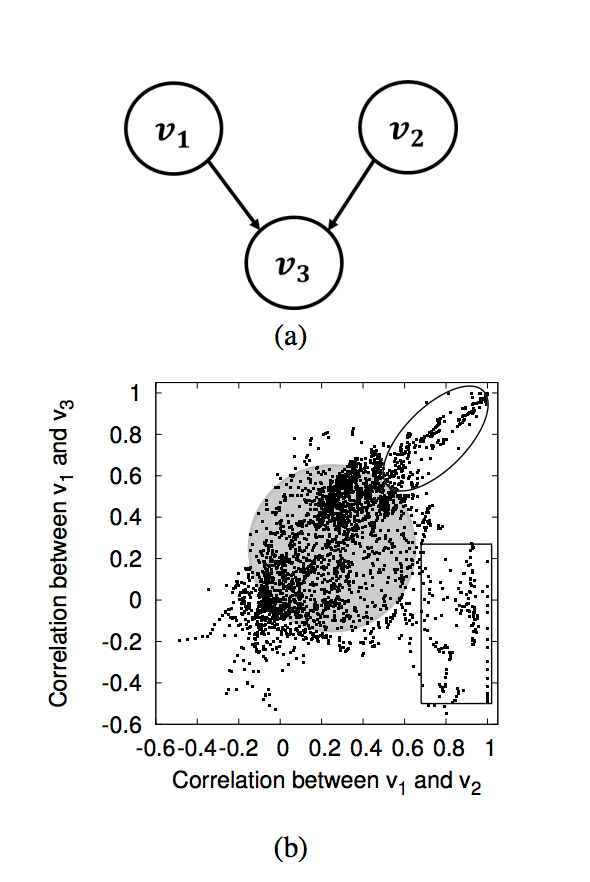 v₁
v₂
v₃
(a)
Correlation between v₁ and v₃
1
0.8
0.6
0.4
0.2
0
-0.2
-0.4
-0.6
-0.6 -0.4 -0.2 0 0.2 0.4 0.6 0.8 1
Correlation between v₁ and v₂
(b)